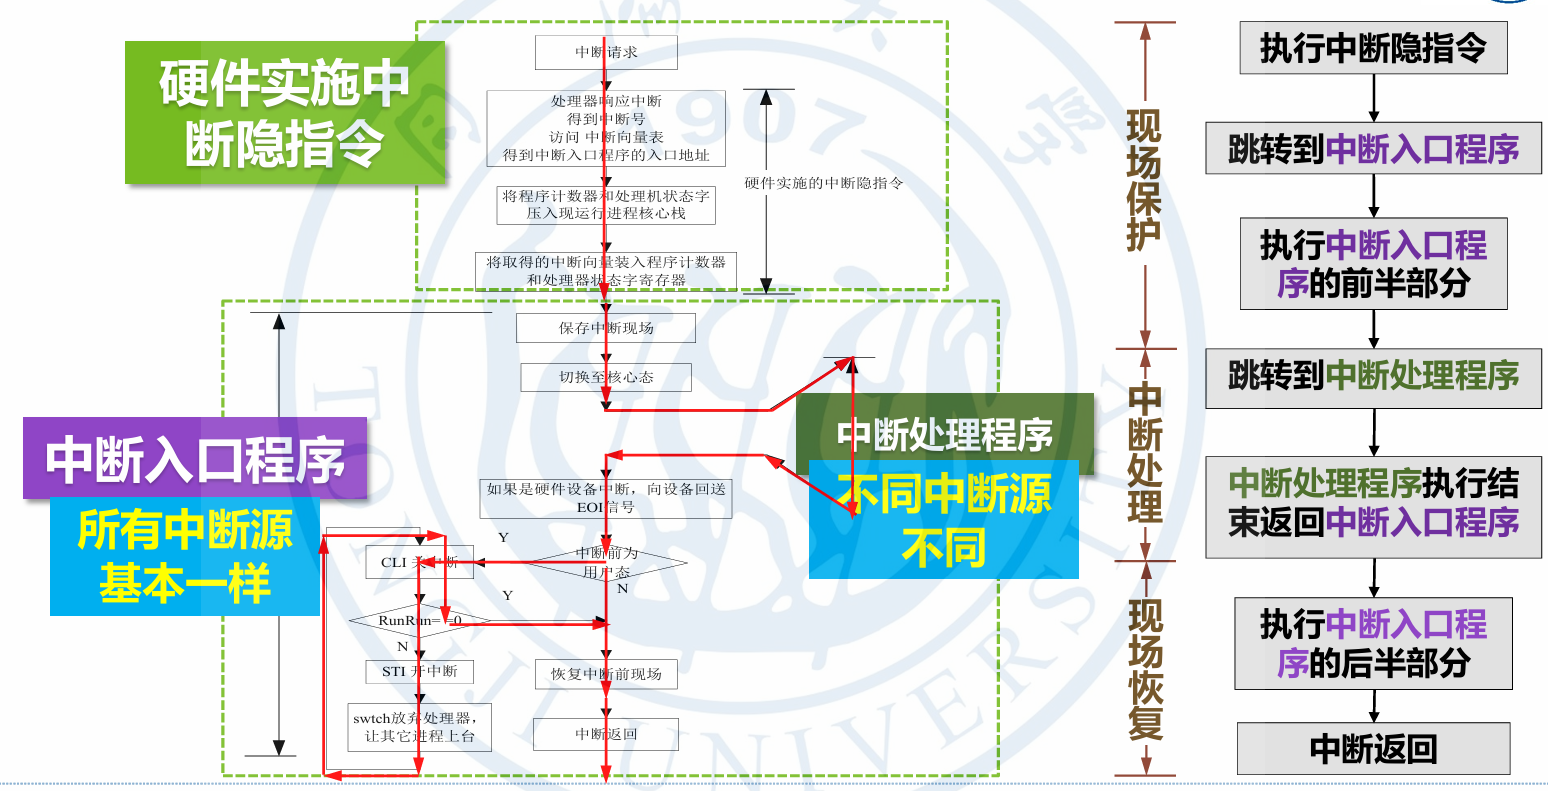 硬件实施中
断隐指令
中断请求
处理器响应中断
得到中断号
访问 中断向量表
得到中断入口程序的入口地址
将程序计数器和处理机状态字
压入现运行进程核心栈
将取得的中断向量装入程序计数器
和处理器状态字寄存器
硬件实施的中断隐指令
保存中断现场
切换至核心态
中断入口程序
所有中断源
基本一样
中断处理程序
不同中断源
不同
如果是硬件设备中断，向设备回送
EOI信号
中断前为
用户态
Y
N
CLI 关中断
Y
RunRun==0
N
STI 开中断
swtch放弃处理器，
让其它进程上台
恢复中断前现场
中断返回
现场保护
中断处理
现场恢复
执行中断隐指令
跳转到中断入口程序
执行中断入口程
序的前半部分
跳转到中断处理程序
中断处理程序执行结
束返回中断入口程序
执行中断入口程
序的后半部分
中断返回
1907
TONGJI UNIVERSITY